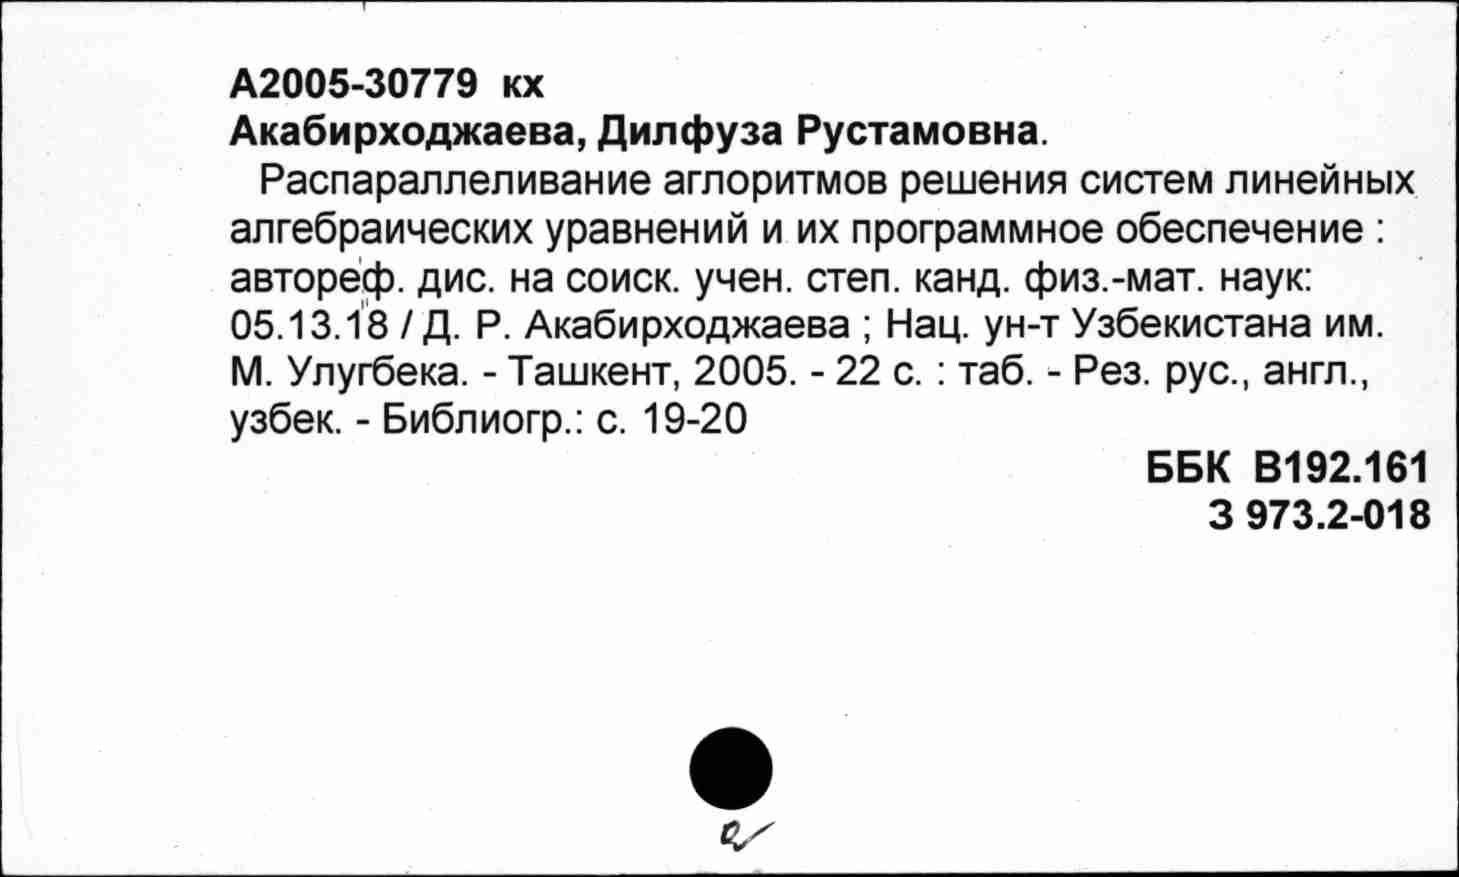 А2005-30779 кх
Акабирходжаева, Дилфуза Рустамовна.
Распараллеливание аглоритмов решения систем линейных
алгебраических уравнений и их программное обеспечение :
автореф. дис. на соиск. учен. степ. канд. физ.-мат. наук:
05.13.18 / Д. Р. Акабирходжаева ; Нац. ун-т Узбекистана им.
М. Улугбека. - Ташкент, 2005. - 22 с. : таб. - Рез. рус., англ.,
узбек. - Библиогр.: с. 19-20
ББК В192.161
З 973.2-018